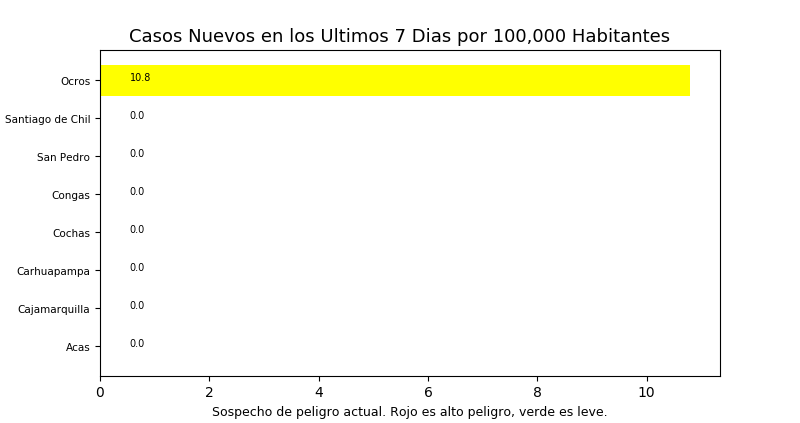 Casos Nuevos en los Ultimos 7 Dias por 100,000 Habitantes
Ocros 10.8
Santiago de Chil 0.0
San Pedro 0.0
Congas 0.0
Cochas 0.0
Carhuapampa 0.0
Cajamarquilla 0.0
Acas 0.0
0 2 4 6 8 10
Sospecho de peligro actual. Rojo es alto peligro, verde es leve.